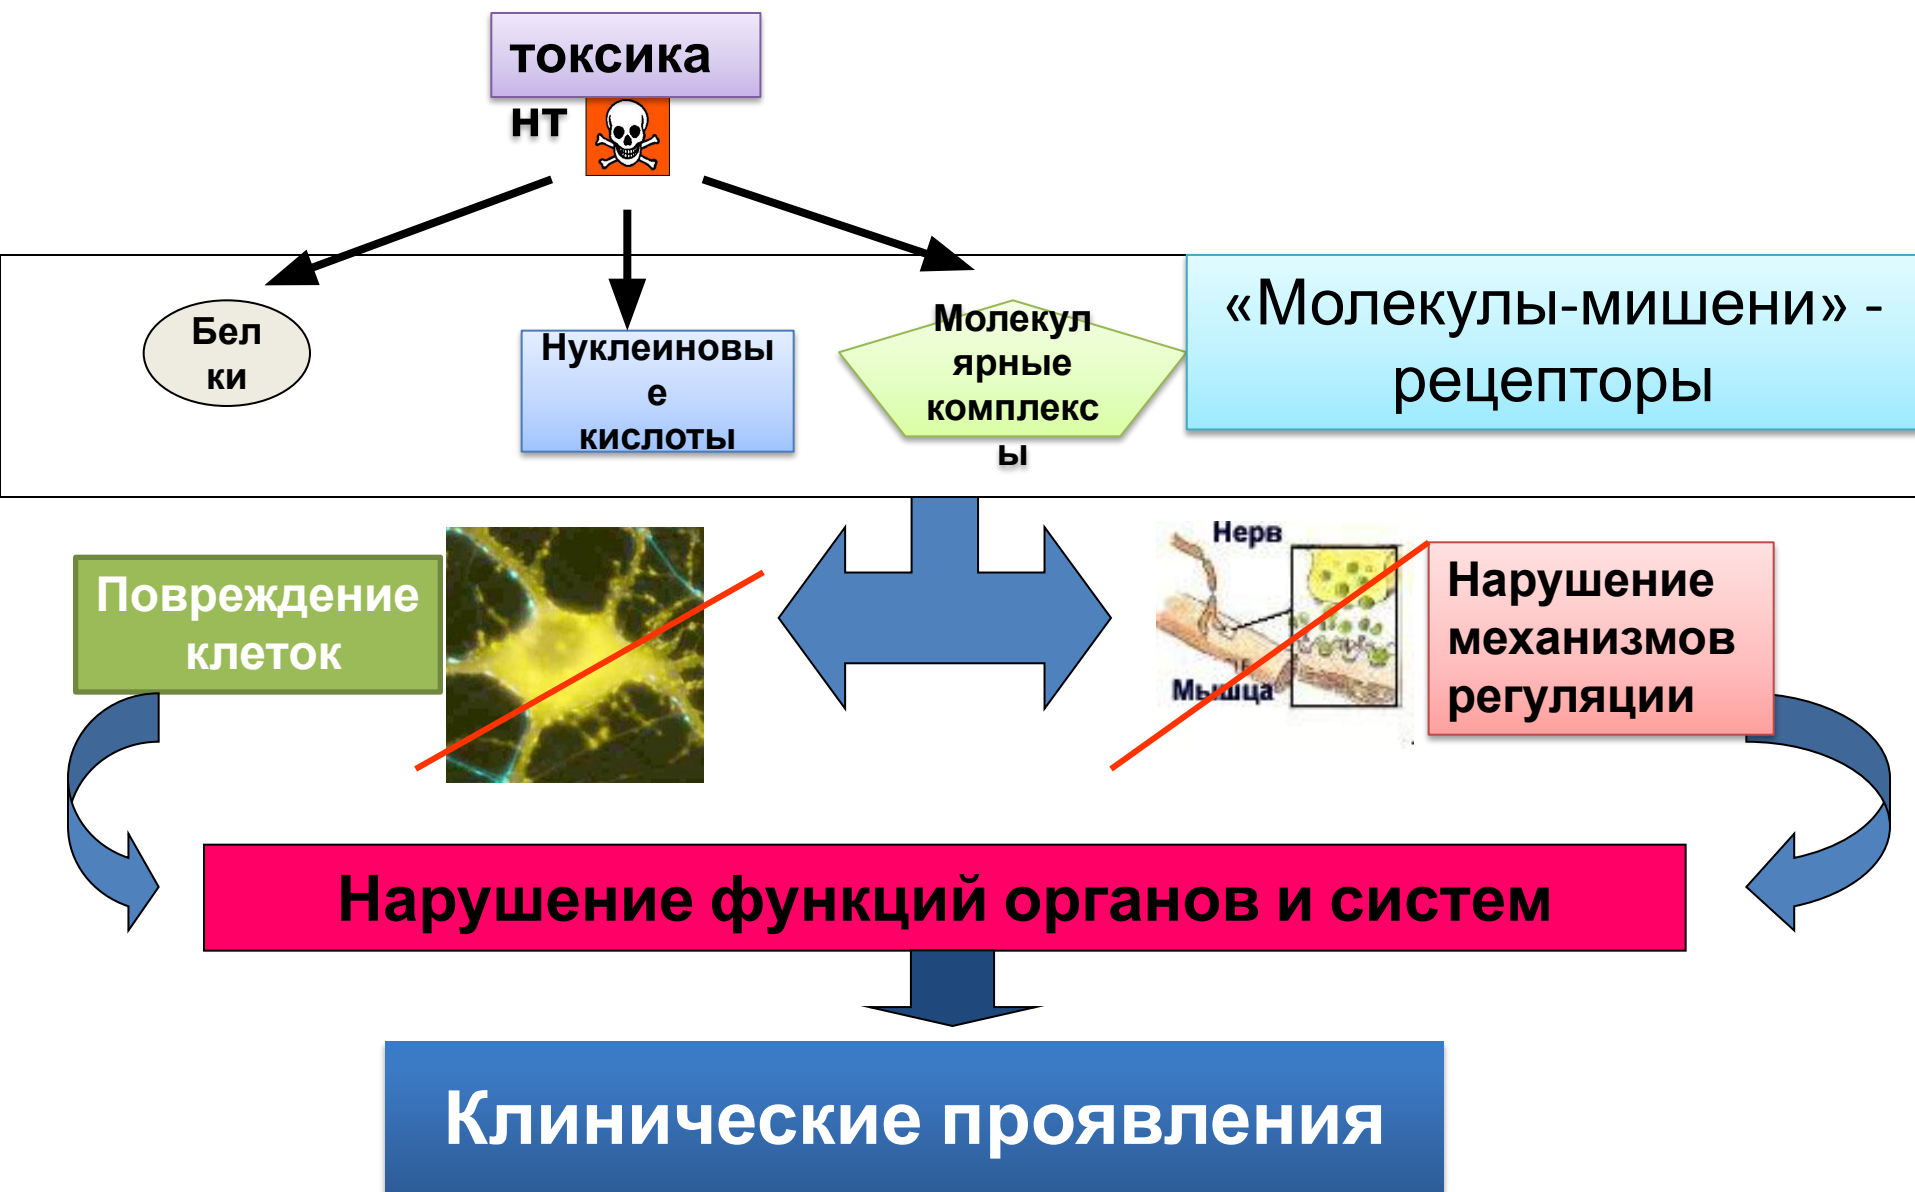 токсика
нт
Бел
ки
Нуклеиновы
е
кислоты
Молекул
ярные
комплекс
ы
«Молекулы-мишени» -
рецепторы
Повреждение
клеток
Нерв
Мышца
Нарушение
механизмов
регуляции
Нарушение функций органов и систем
Клинические проявления